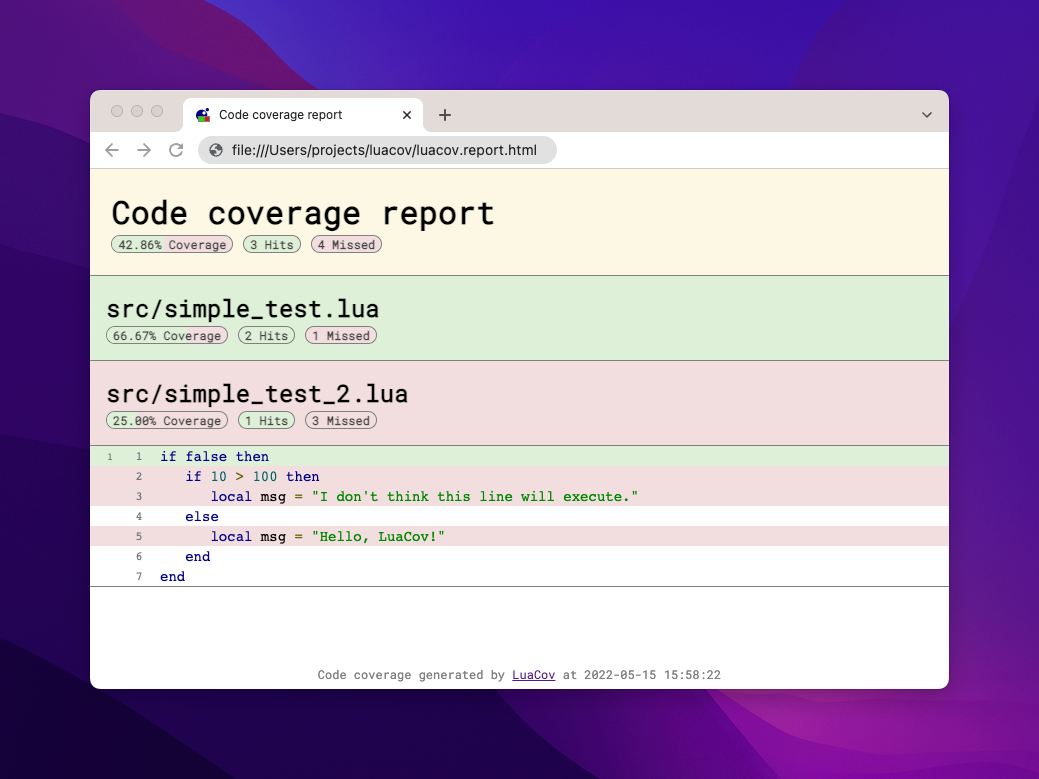 Code coverage report
file:///Users/projects/luacov/luacov.report.html
Code coverage report
42.86% Coverage 3 Hits 4 Missed
src/simple_test.lua
66.67% Coverage 2 Hits 1 Missed
src/simple_test_2.lua
25.00% Coverage 1 Hits 3 Missed
1 1 if false then
2 if 10 > 100 then
3 local msg = "I don't think this line will execute."
4 else
5 local msg = "Hello, LuaCov!"
6 end
7 end
Code coverage generated by LuaCov at 2022-05-15 15:58:22